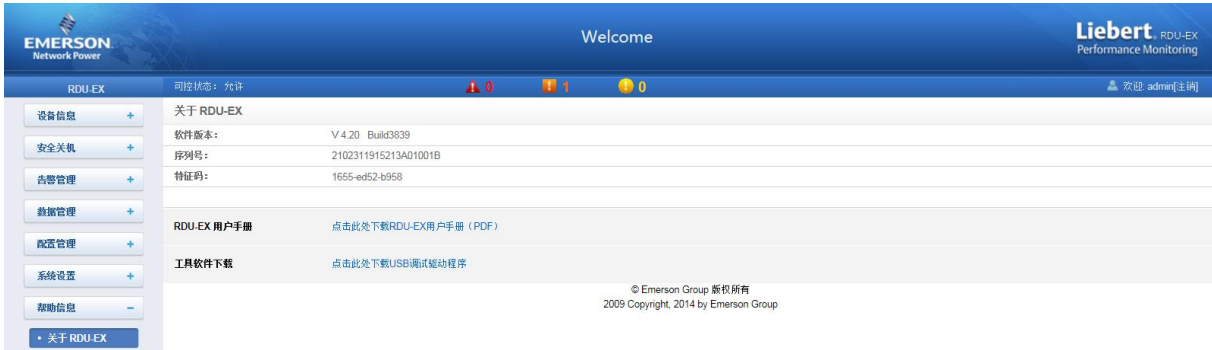 EMERSON.
Network Power
Welcome
Liebert. RDU-EX
Performance Monitoring
RDU-EX
可控状态：允许
0
1
0
欢迎: admin[注销]
设备信息 +
安全关机 +
告警管理 +
数据管理 +
配置管理 +
系统设置 +
帮助信息 −
• 关于 RDU-EX
关于 RDU-EX
软件版本： V 4.20 Build3839
序列号： 2102311915213A01001B
特征码： 1655-ed52-b958
RDU-EX 用户手册 点击此处下载RDU-EX用户手册（PDF）
工具软件下载 点击此处下载USB调试驱动程序
© Emerson Group 版权所有
2009 Copyright, 2014 by Emerson Group